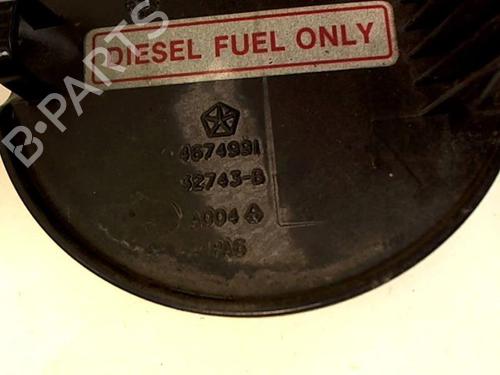 DIESEL FUEL ONLY
B-PARTS
4674991
32743-B